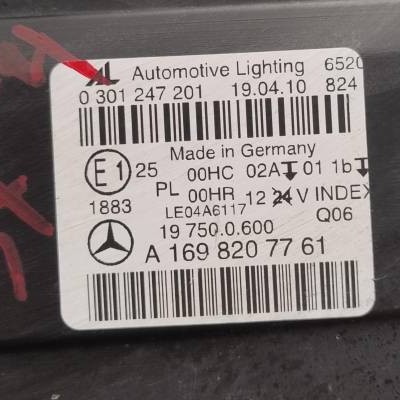 AL Automotive Lighting 6520
0 301 247 201 19.04.10 824
Made in Germany
E1 25 00HC 02A 01 1b
PL 00HR 12 24 V INDEX
1883 LE04A6117 Q06
19 750.0.600
A 169 820 77 61